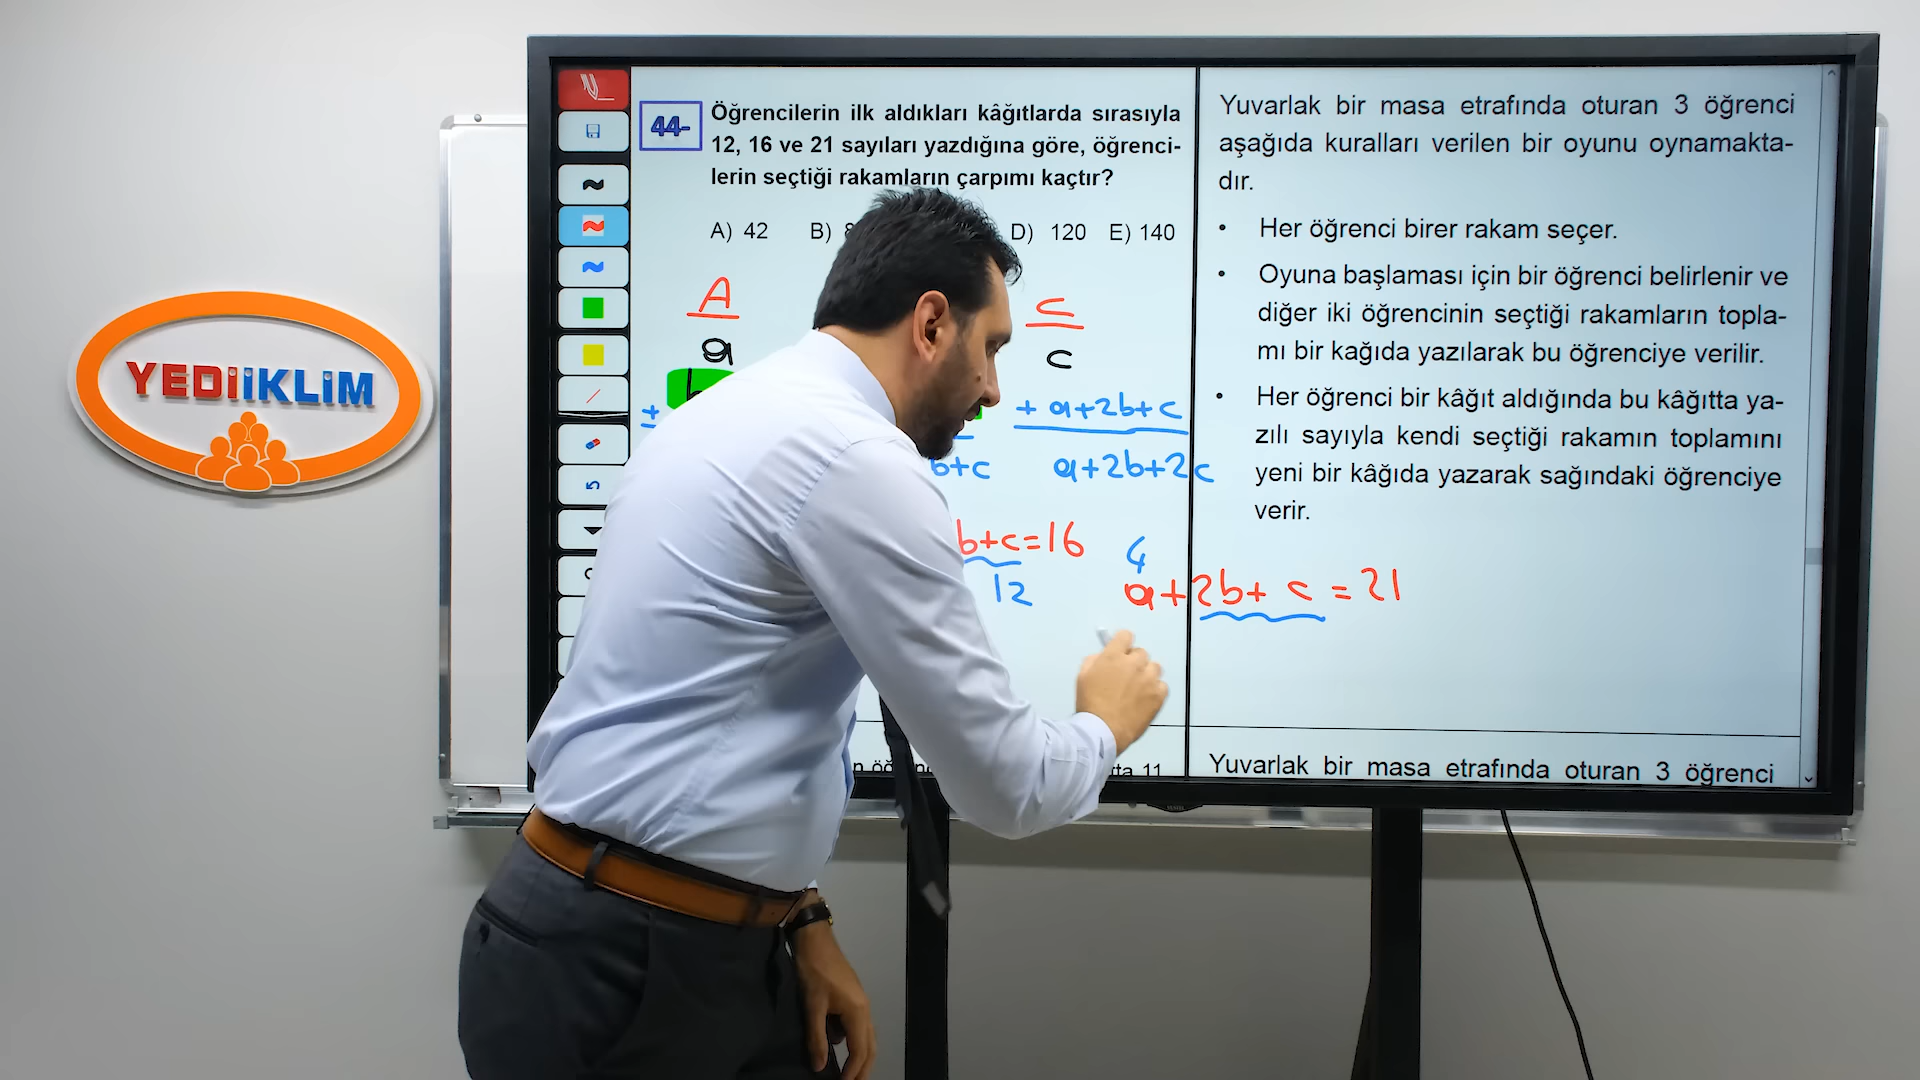 YEDiiKLiM
44-
Öğrencilerin ilk aldıkları kâğıtlarda sırasıyla
12, 16 ve 21 sayıları yazdığına göre, öğrenci-
lerin seçtiği rakamların çarpımı kaçtır?
A) 42 B) D) 120 E) 140
A
C
a
c
+
+ a+2b+c
b+c
a+2b+2c
b+c=16
12
4
a+2b+c=21
11
Yuvarlak bir masa etrafında oturan 3 öğrenci
aşağıda kuralları verilen bir oyunu oynamakta-
dır.
• Her öğrenci birer rakam seçer.
• Oyuna başlaması için bir öğrenci belirlenir ve
diğer iki öğrencinin seçtiği rakamların topla-
mı bir kağıda yazılarak bu öğrenciye verilir.
• Her öğrenci bir kâğıt aldığında bu kâğıtta ya-
zılı sayıyla kendi seçtiği rakamın toplamını
yeni bir kâğıda yazarak sağındaki öğrenciye
verir.
Yuvarlak bir masa etrafında oturan 3 öğrenci